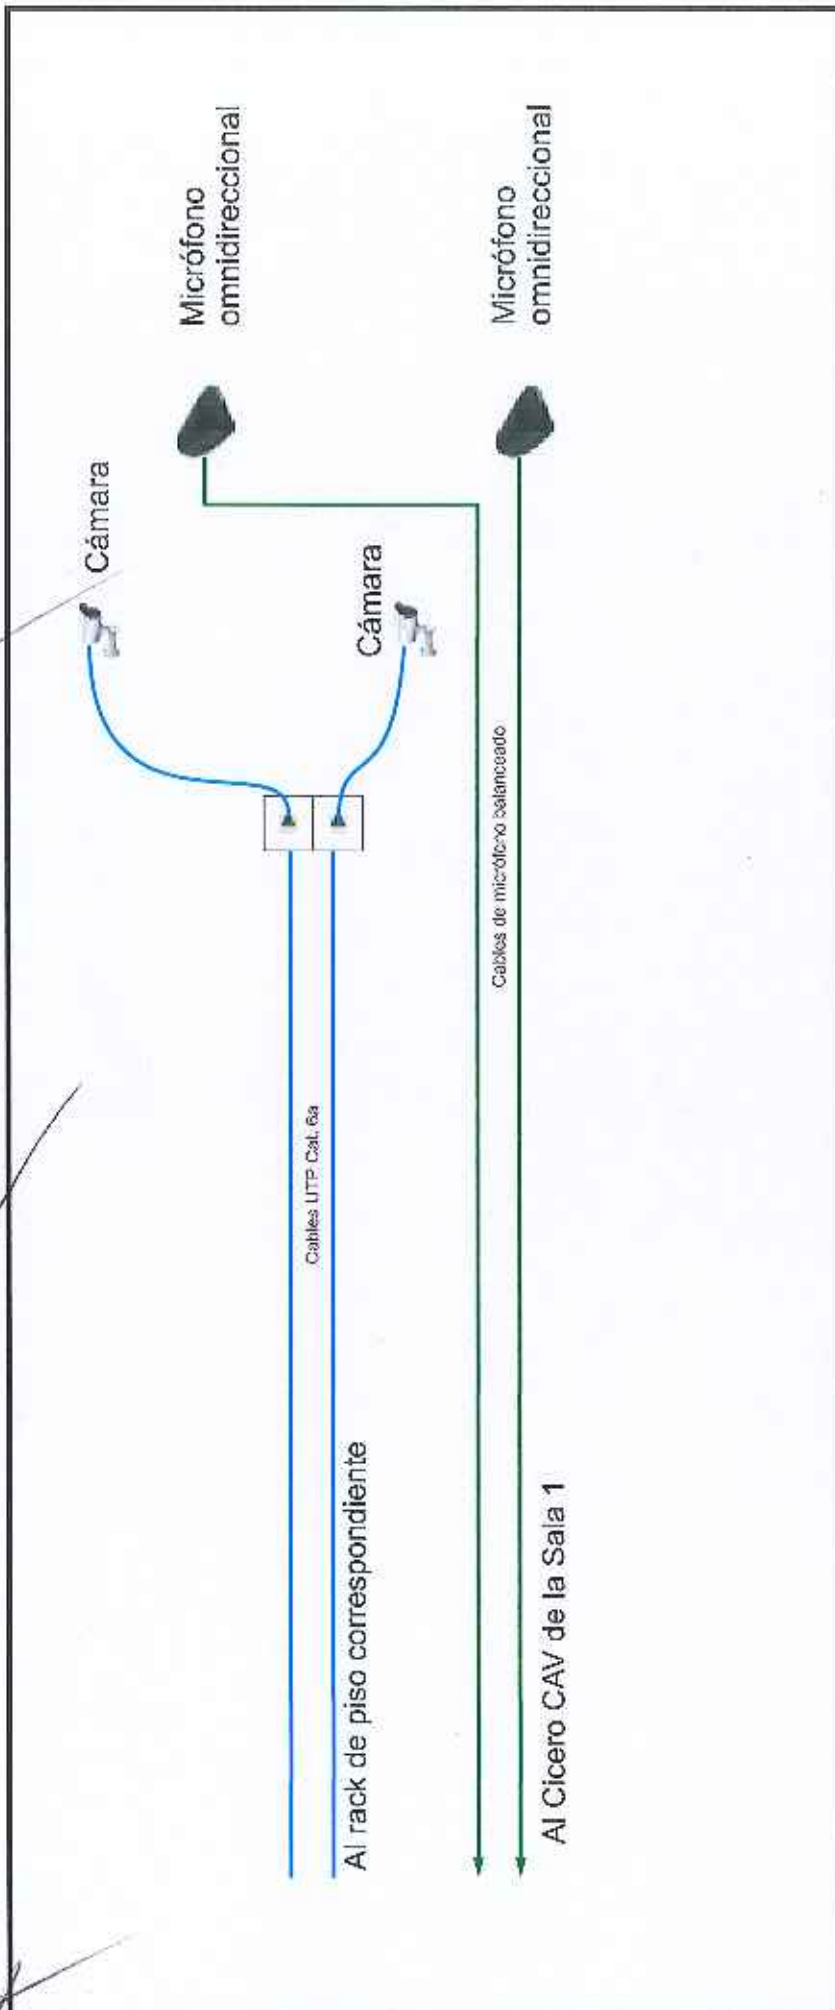 Cámara
Micrófono
omnidireccional
Cámara
Cables UTP Cat. 6a
Al rack de piso correspondiente
Micrófono
omnidireccional
Cables de micrófono balanceado
Al Cicero CAV de la Sala 1